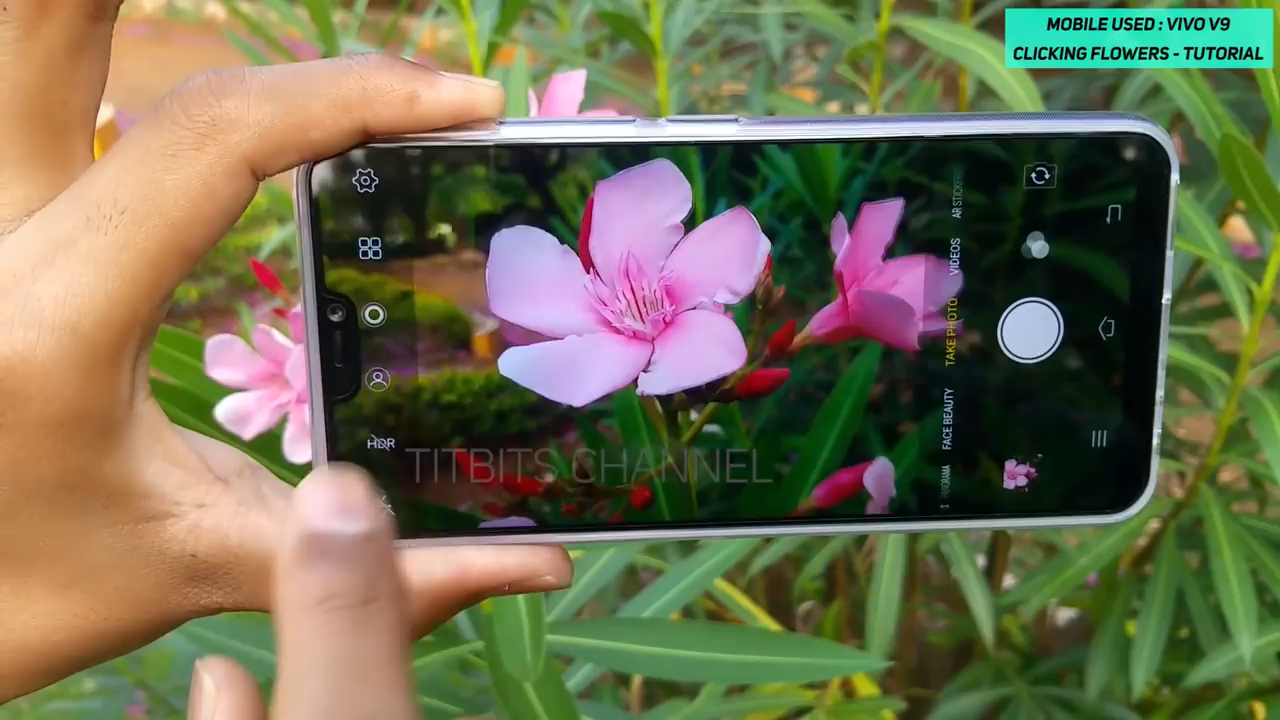 MOBILE USED : VIVO V9
CLICKING FLOWERS - TUTORIAL
AR STICKER
VIDEOS
TAKE PHOTO
FACE BEAUTY
HDR
TITBITS CHANNEL